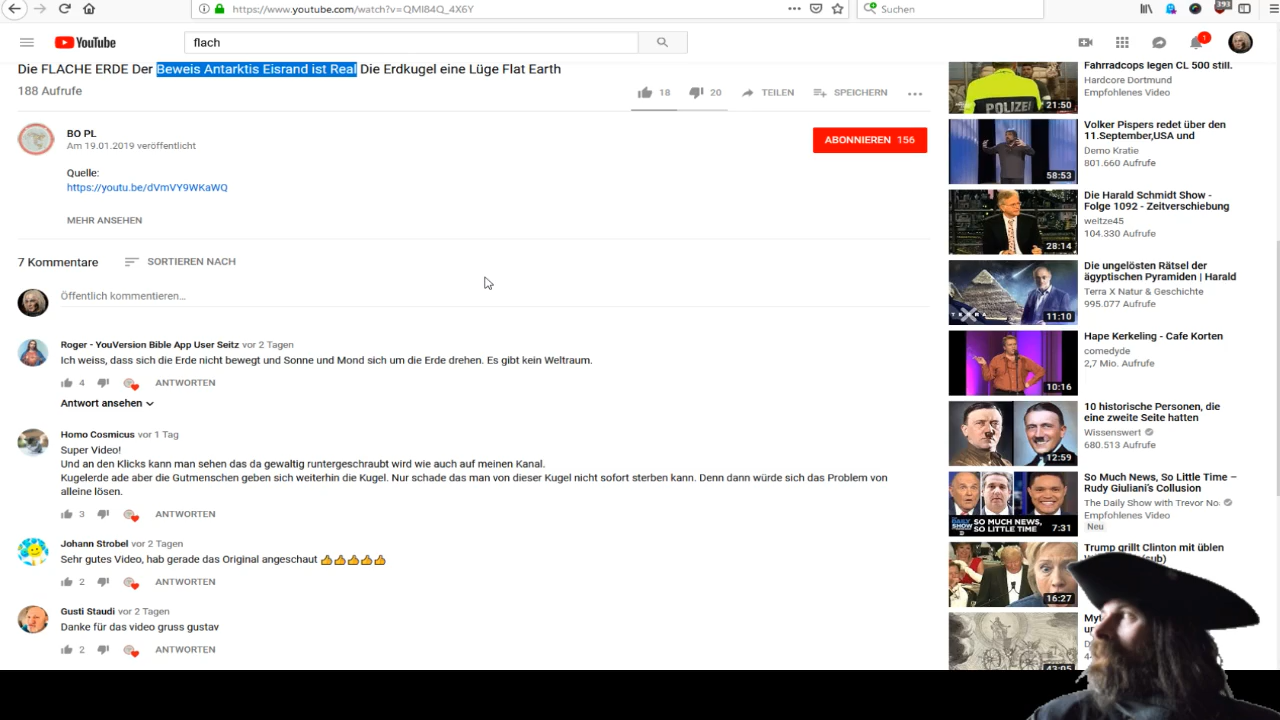 https://www.youtube.com/watch?v=QMI84Q_4X6Y
Suchen
393
YouTube
flach
1
Die FLACHE ERDE Der Beweis Antarktis Eisrand ist Real Die Erdkugel eine Lüge Flat Earth
188 Aufrufe
18
20
TEILEN
SPEICHERN
BO PL
Am 19.01.2019 veröffentlicht
ABONNIEREN 156
Quelle:
https://youtu.be/dVmVY9WKaWQ
MEHR ANSEHEN
7 Kommentare
SORTIEREN NACH
Öffentlich kommentieren...
Roger - YouVersion Bible App User Seitz vor 2 Tagen
Ich weiss, dass sich die Erde nicht bewegt und Sonne und Mond sich um die Erde drehen. Es gibt kein Weltraum.
4
ANTWORTEN
Antwort ansehen
Homo Cosmicus vor 1 Tag
Super Video!
Und an den Klicks kann man sehen das da gewaltig runtergeschraubt wird wie auch auf meinen Kanal.
Kugelerde ade aber die Gutmenschen geben sich weiterhin die Kugel. Nur schade das man von dieser Kugel nicht sofort sterben kann. Denn dann würde sich das Problem von
alleine lösen.
3
ANTWORTEN
Johann Strobel vor 2 Tagen
Sehr gutes Video, hab gerade das Original angeschaut 👍👍👍👍👍
2
ANTWORTEN
Gusti Staudi vor 2 Tagen
Danke für das video gruss gustav
2
ANTWORTEN
POLIZEI
21:50
Fahrradcops legen CL 500 still.
Hardcore Dortmund
Empfohlenes Video
58:53
Volker Pispers redet über den
11.September,USA und
Demo Kratie
801.660 Aufrufe
28:14
Die Harald Schmidt Show -
Folge 1092 - Zeitverschiebung
weitze45
104.330 Aufrufe
11:10
Die ungelösten Rätsel der
ägyptischen Pyramiden | Harald
Terra X Natur & Geschichte
995.077 Aufrufe
10:16
Hape Kerkeling - Cafe Korten
comedyde
2,7 Mio. Aufrufe
12:59
10 historische Personen, die
eine zweite Seite hatten
Wissenswert
680.513 Aufrufe
SO MUCH NEWS,
SO LITTLE TIME
7:31
So Much News, So Little Time –
Rudy Giuliani's Collusion
The Daily Show with Trevor No
Empfohlenes Video
Neu
16:27
Trump grillt Clinton mit üblen
43:05